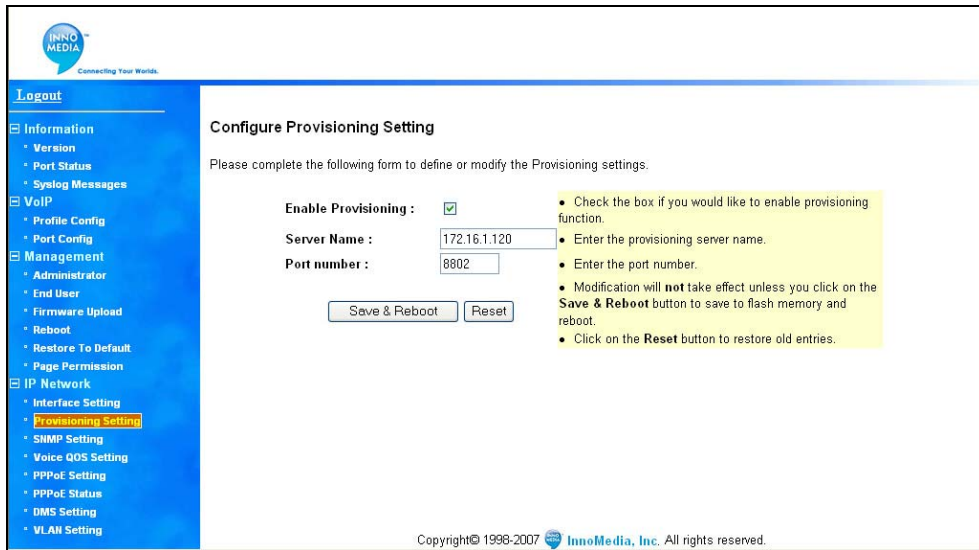 INNO
MEDIA
Connecting Your Worlds.
Logout
Information
Version
Port Status
Syslog Messages
VoIP
Profile Config
Port Config
Management
Administrator
End User
Firmware Upload
Reboot
Restore To Default
Page Permission
IP Network
Interface Setting
Provisioning Setting
SNMP Setting
Voice QOS Setting
PPPoE Setting
PPPoE Status
DMS Setting
VLAN Setting
Configure Provisioning Setting
Please complete the following form to define or modify the Provisioning settings.
Enable Provisioning :
• Check the box if you would like to enable provisioning
function.
Server Name : 172.16.1.120
• Enter the provisioning server name.
Port number : 8802
• Enter the port number.
• Modification will not take effect unless you click on the
Save & Reboot button to save to flash memory and
reboot.
• Click on the Reset button to restore old entries.
Save & Reboot Reset
Copyright© 1998-2007 InnoMedia, Inc. All rights reserved.